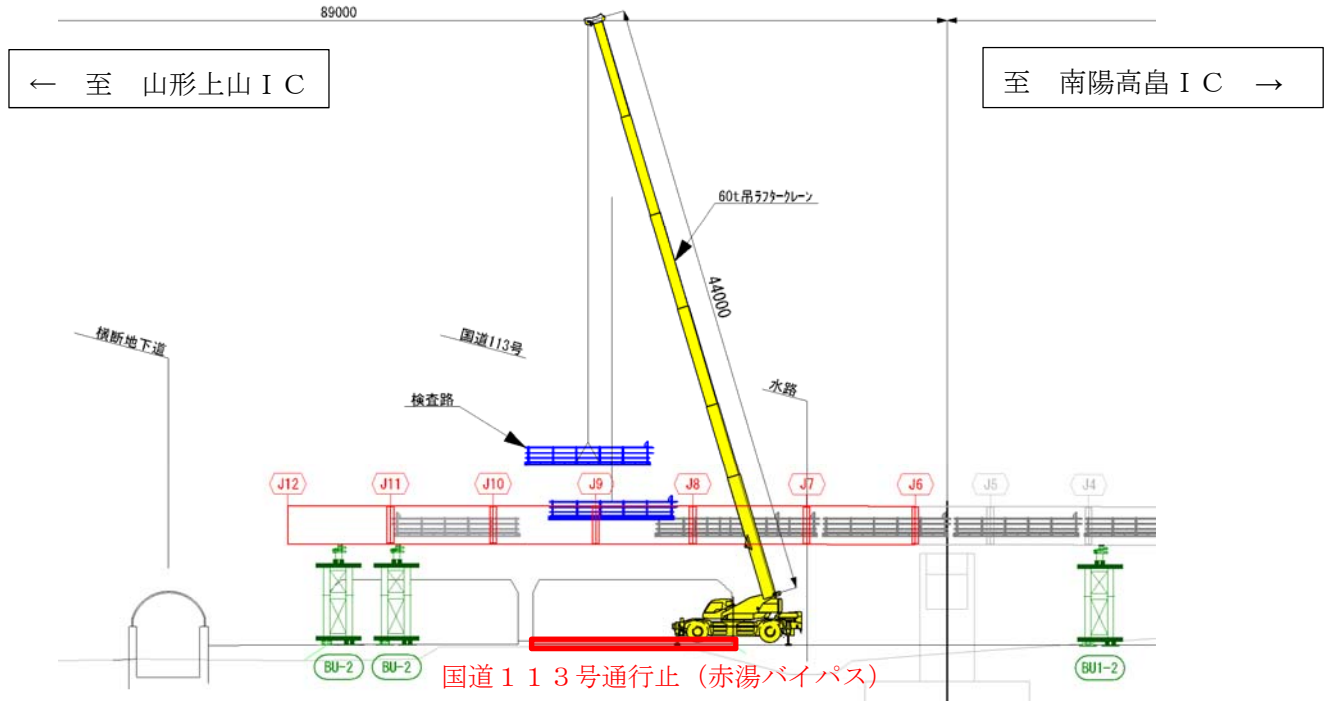 89000
← 至 山形上山IC
至 南陽高畠IC →
60t吊ラフタークレーン
44000
横断地下道
国道113号
水路
検査路
J12
J11
J10
J9
J8
J7
J6
J5
J4
BU-2
BU-2
BU1-2
国道113号通行止(赤湯バイパス)